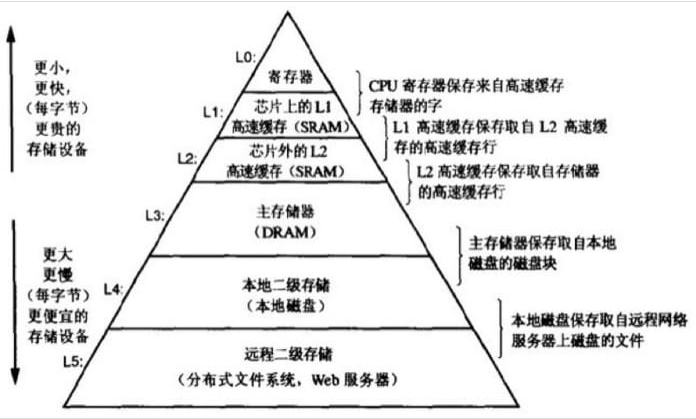 L0:
寄存器
更小，
更快，
（每字节）
更贵的
存储设备
CPU 寄存器保存来自高速缓存
存储器的字
L1:
芯片上的L1
高速缓存（SRAM）
L1 高速缓存保存取自 L2 高速缓
存的高速缓存行
L2:
芯片外的L2
高速缓存（SRAM）
L2 高速缓存保存取自存储器
的高速缓存行
L3:
主存储器
(DRAM)
主存储器保存取自本地
磁盘的磁盘块
更大
更慢
（每字节）
更便宜的
存储设备
L4:
本地二级存储
（本地磁盘）
本地磁盘保存取自远程网络
服务器上磁盘的文件
L5:
远程二级存储
（分布式文件系统，Web 服务器）